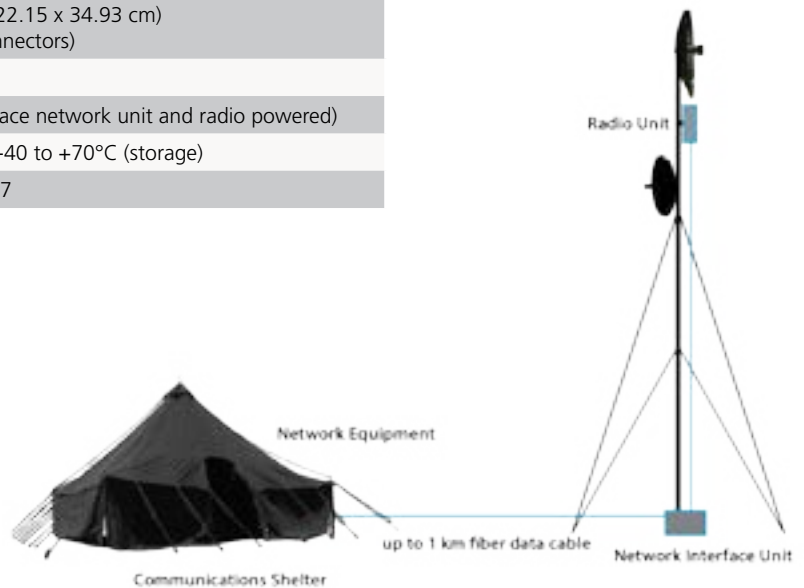 22.15 x 34.93 cm)
nnectors)
ace network unit and radio powered)
-40 to +70°C (storage)
7
Radio Unit
Network Equipment
up to 1 km fiber data cable
Network Interface Unit
Communications Shelter